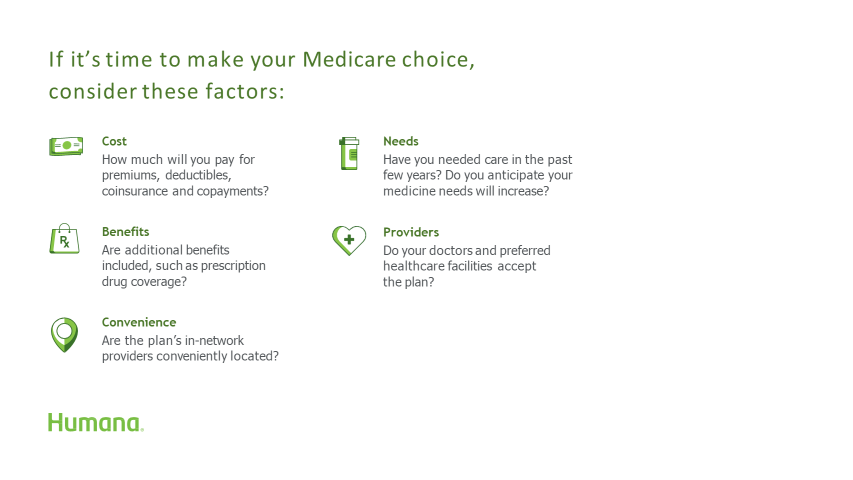 If it's time to make your Medicare choice,
consider these factors:
Cost
How much will you pay for
premiums, deductibles,
coinsurance and copayments?
Needs
Have you needed care in the past
few years? Do you anticipate your
medicine needs will increase?
Benefits
Are additional benefits
included, such as prescription
drug coverage?
Rx
Providers
Do your doctors and preferred
healthcare facilities accept
the plan?
Convenience
Are the plan's in-network
providers conveniently located?
Humana®